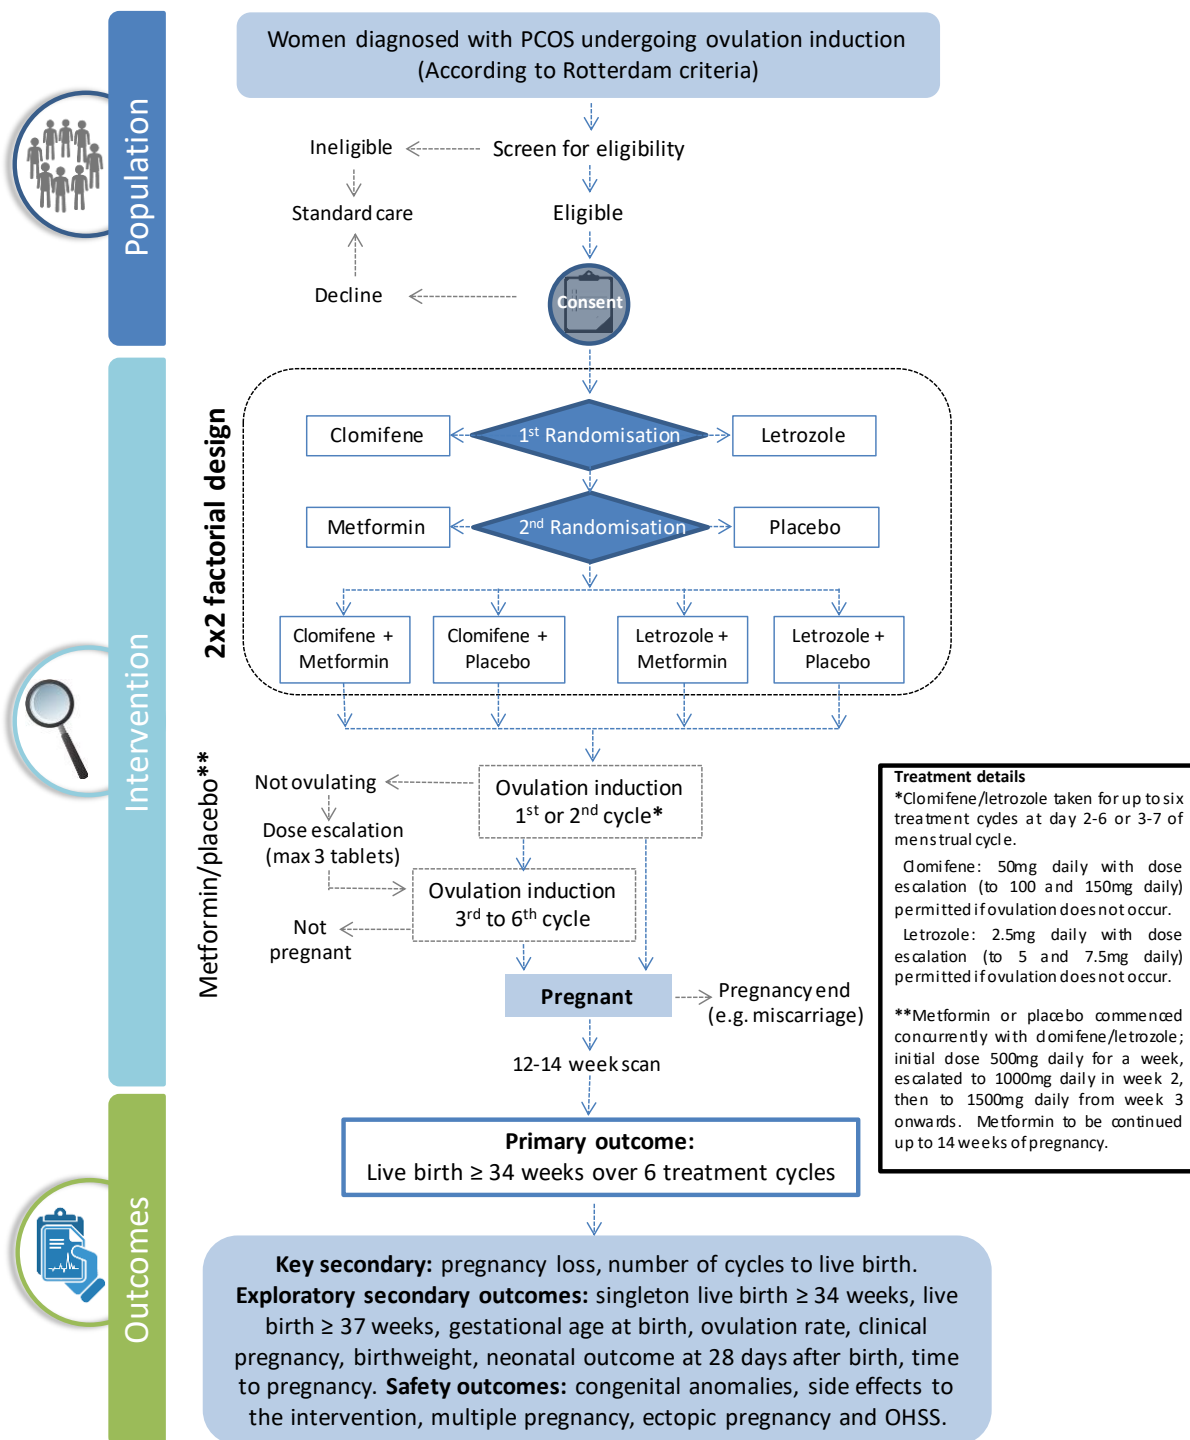 Women diagnosed with PCOS undergoing ovulation induction
(According to Rotterdam criteria)
Population
Ineligible
Screen for eligibility
Standard care
Eligible
Decline
Consent
2x2 factorial design
Clomifene
1st Randomisation
Letrozole
Metformin
2nd Randomisation
Placebo
Clomifene +
Metformin
Clomifene +
Placebo
Letrozole +
Metformin
Letrozole +
Placebo
Intervention
Metformin/placebo**
Not ovulating
Ovulation induction
1st or 2nd cycle*
Dose escalation
(max 3 tablets)
Ovulation induction
3rd to 6th cycle
Not
pregnant
Pregnant
Pregnancy end
(e.g. miscarriage)
12-14 week scan
Treatment details
*Clomifene/letrozole taken for up to six
treatment cycles at day 2-6 or 3-7 of
menstrual cycle.
Clomifene: 50mg daily with dose
escalation (to 100 and 150mg daily)
permitted if ovulation does not occur.
Letrozole: 2.5mg daily with dose
escalation (to 5 and 7.5mg daily)
permitted if ovulation does not occur.
**Metformin or placebo commenced
concurrently with clomifene/letrozole;
initial dose 500mg daily for a week,
escalated to 1000mg daily in week 2,
then to 1500mg daily from week 3
onwards. Metformin to be continued
up to 14 weeks of pregnancy.
Outcomes
Primary outcome:
Live birth ≥ 34 weeks over 6 treatment cycles
Key secondary: pregnancy loss, number of cycles to live birth.
Exploratory secondary outcomes: singleton live birth ≥ 34 weeks, live
birth ≥ 37 weeks, gestational age at birth, ovulation rate, clinical
pregnancy, birthweight, neonatal outcome at 28 days after birth, time
to pregnancy. Safety outcomes: congenital anomalies, side effects to
the intervention, multiple pregnancy, ectopic pregnancy and OHSS.